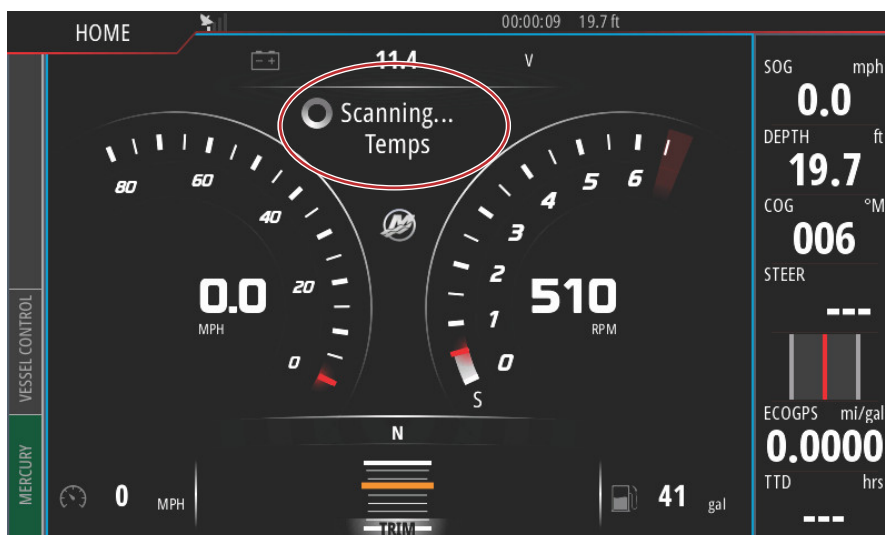 HOME
00:00:09 19.7 ft
11.4 V
Scanning...
Temps
80
60
40
20
0
0.0
MPH
6
5
4
3
2
1
0
S
510
RPM
N
0 MPH
TRIM
41 gal
VESSEL CONTROL
MERCURY
SOG mph
0.0
DEPTH ft
19.7
COG °M
006
STEER
---
ECOGPS mi/gal
0.0000
TTD hrs
---